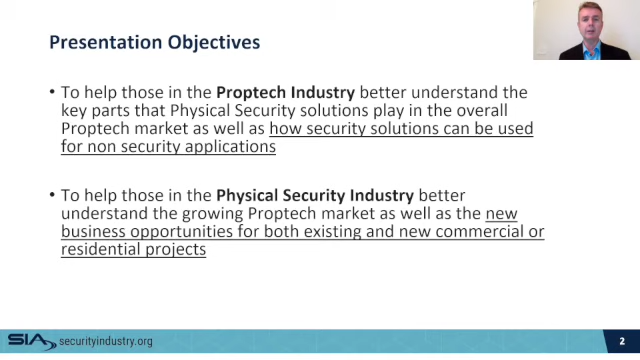 Presentation Objectives
• To help those in the Proptech Industry better understand the
key parts that Physical Security solutions play in the overall
Proptech market as well as how security solutions can be used
for non security applications
• To help those in the Physical Security Industry better
understand the growing Proptech market as well as the new
business opportunities for both existing and new commercial or
residential projects
SIA securityindustry.org
2